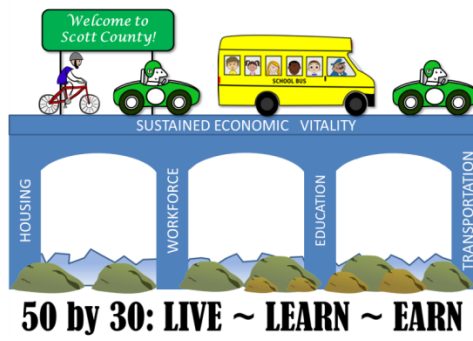 Welcome to
Scott County!
SCHOOL BUS
SUSTAINED ECONOMIC VITALITY
HOUSING
WORKFORCE
EDUCATION
TRANSPORTATION
50 by 30: LIVE ~ LEARN ~ EARN